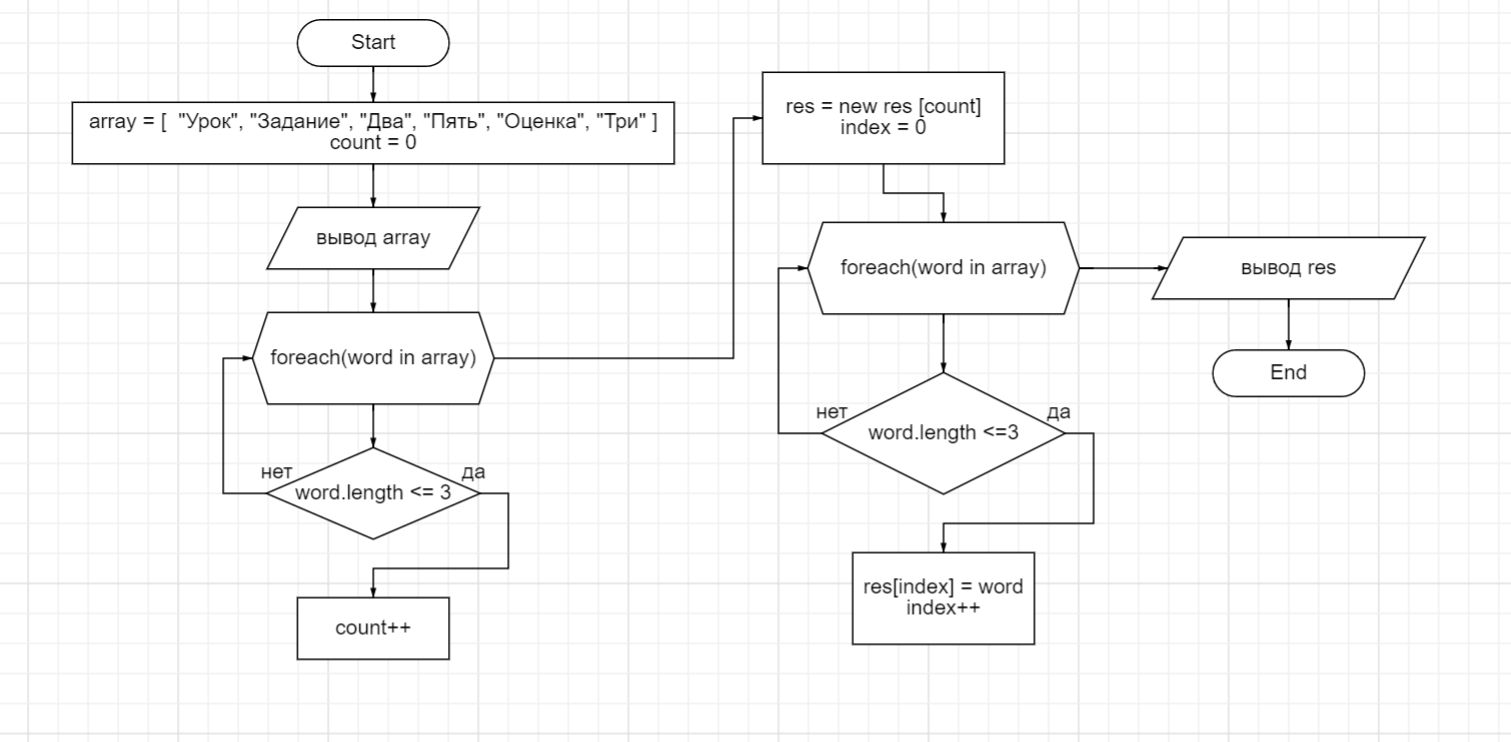 Start
array = [  "Урок", "Задание", "Два", "Пять", "Оценка", "Три" ]
count = 0
вывод array
foreach(word in array)
нет
да
word.length <= 3
count++
res = new res [count]
index = 0
foreach(word in array)
нет
да
word.length <=3
res[index] = word
index++
вывод res
End